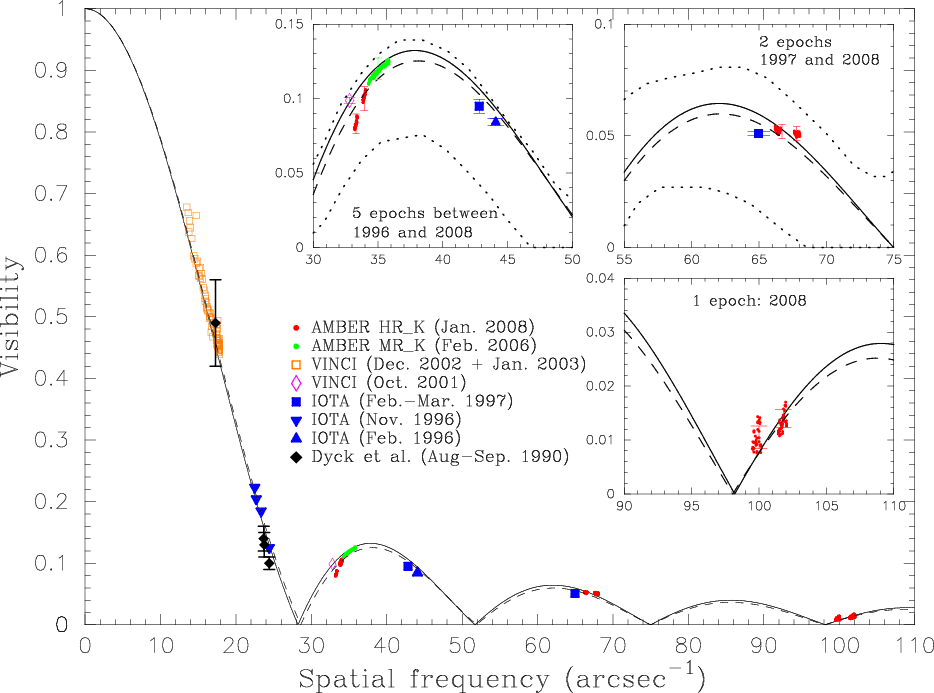 Visibility
1
0.9
0.8
0.7
0.6
0.5
0.4
0.3
0.2
0.1
0
0 10 20 30 40 50 60 70 80 90 100 110
Spatial frequency (arcsec⁻¹)
0.15
0.1
0.05
0
30 35 40 45 50
5 epochs between
1996 and 2008
0.1
0.05
0
55 60 65 70 75
2 epochs
1997 and 2008
0.04
0.03
0.02
0.01
0
90 95 100 105 110
1 epoch: 2008
AMBER HR_K (Jan. 2008)
AMBER MR_K (Feb. 2006)
VINCI (Dec. 2002 + Jan. 2003)
VINCI (Oct. 2001)
IOTA (Feb.-Mar. 1997)
IOTA (Nov. 1996)
IOTA (Feb. 1996)
Dyck et al. (Aug-Sep. 1990)